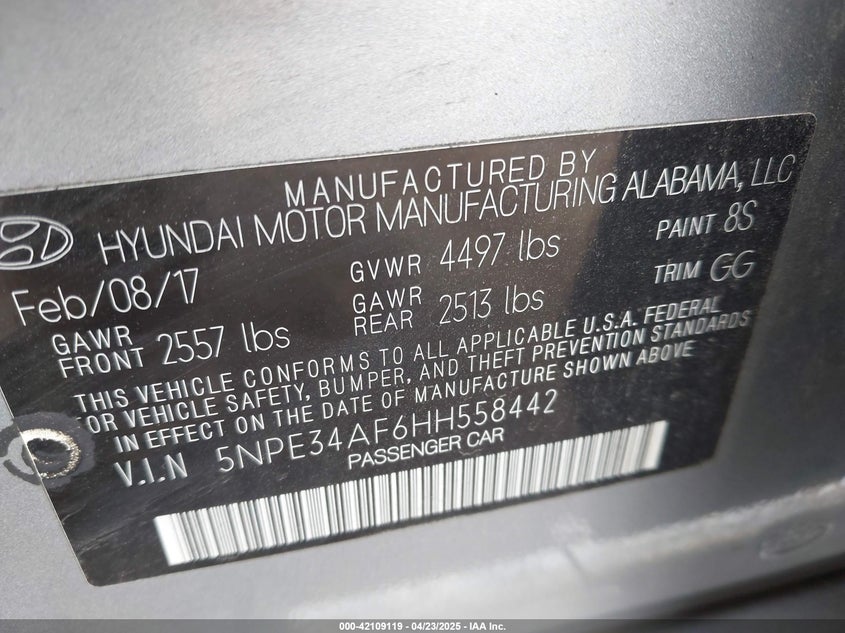 MANUFACTURED BY
HYUNDAI MOTOR MANUFACTURING ALABAMA, LLC
Feb/08/17
GVWR 4497 lbs
PAINT 8S
GAWR FRONT 2557 lbs
GAWR REAR 2513 lbs
TRIM GG
THIS VEHICLE CONFORMS TO ALL APPLICABLE U.S.A. FEDERAL
FOR VEHICLE SAFETY, BUMPER, AND THEFT PREVENTION STANDARDS
IN EFFECT ON THE DATE OF MANUFACTURE SHOWN ABOVE
V.I.N 5NPE34AF6HH558442
PASSENGER CAR
000-42109119 - 04/23/2025 - IAA Inc.